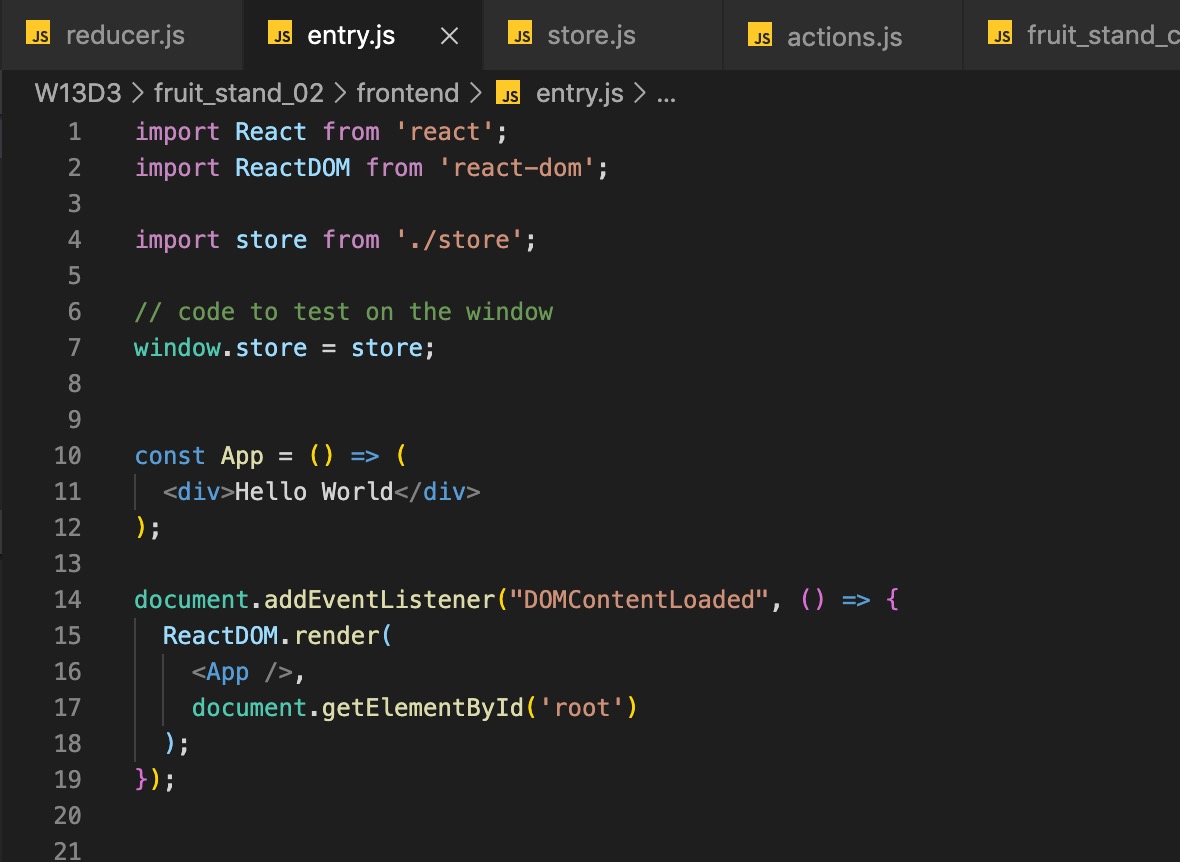 JS reducer.js JS entry.js × JS store.js JS actions.js JS fruit_stand_c
W13D3 > fruit_stand_02 > frontend > JS entry.js > ...
1 import React from 'react';
2 import ReactDOM from 'react-dom';
3
4 import store from './store';
5
6 // code to test on the window
7 window.store = store;
8
9
10 const App = () => (
11   <div>Hello World</div>
12 );
13
14 document.addEventListener("DOMContentLoaded", () => {
15   ReactDOM.render(
16     <App />,
17     document.getElementById('root')
18   );
19 });
20
21